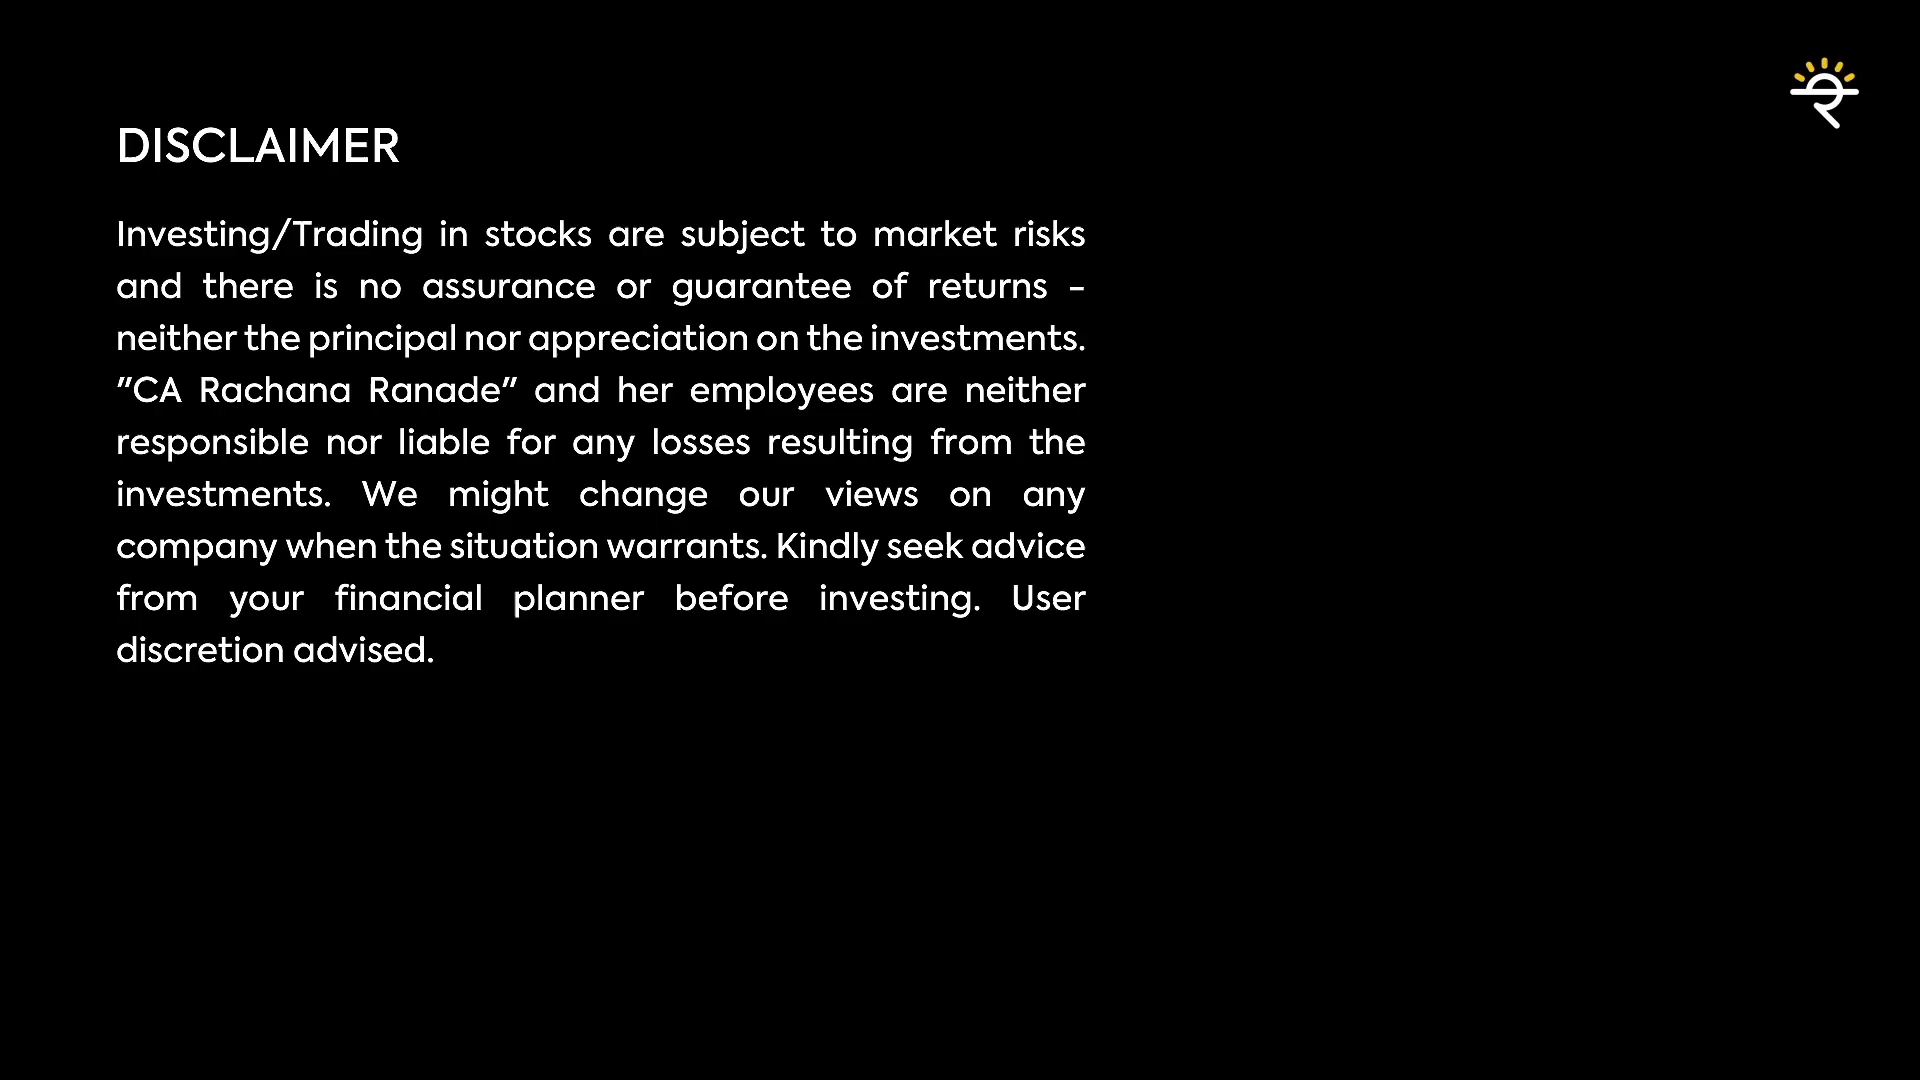 DISCLAIMER
Investing/Trading in stocks are subject to market risks
and there is no assurance or guarantee of returns -
neither the principal nor appreciation on the investments.
"CA Rachana Ranade" and her employees are neither
responsible nor liable for any losses resulting from the
investments. We might change our views on any
company when the situation warrants. Kindly seek advice
from your financial planner before investing. User
discretion advised.